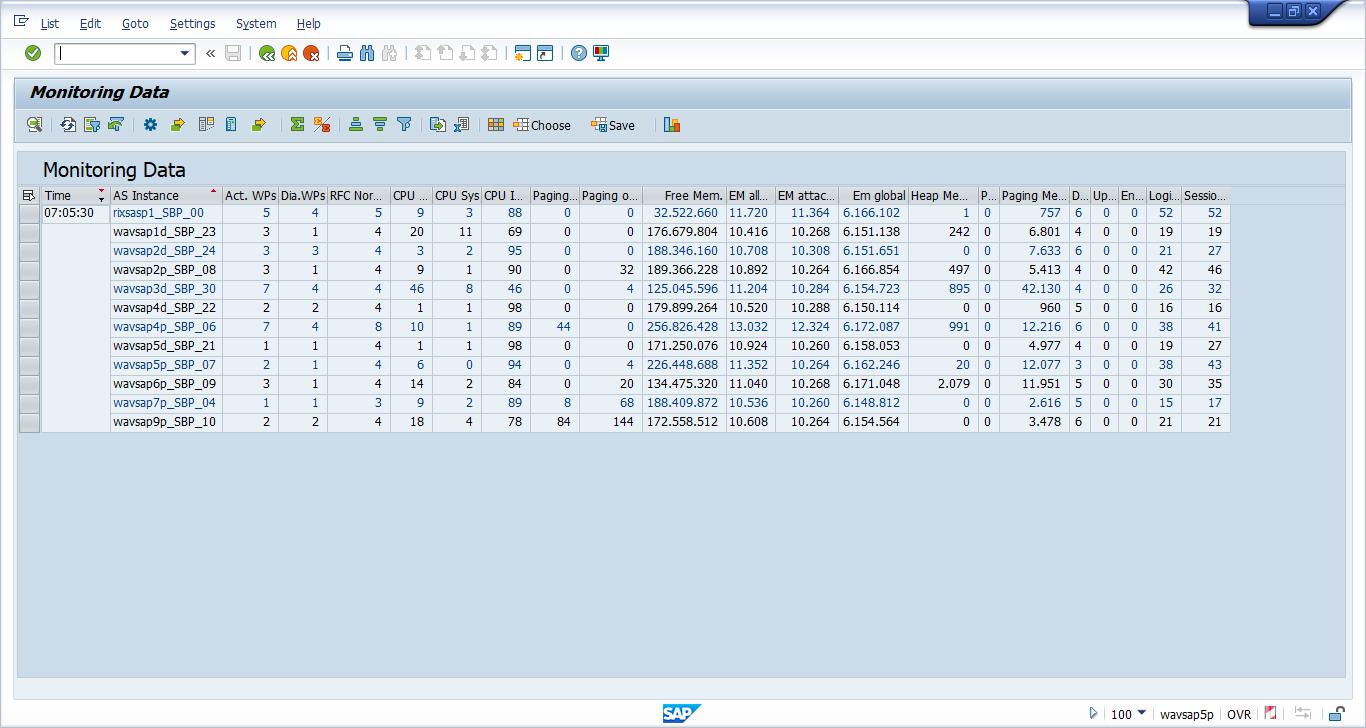 List Edit Goto Settings System Help
Monitoring Data
Choose Save
Monitoring Data
Time AS Instance Act. WPs Dia.WPs RFC Nor... CPU ... CPU Sys CPU I... Paging... Paging o... Free Mem. EM all... EM attac... Em global Heap Me... P... Paging Me... D... Up... En... Logi... Sessio...
07:05:30 rixsasp1_SBP_00 5 4 5 9 3 88 0 0 32.522.660 11.720 11.364 6.166.102 1 0 757 6 0 0 52 52
wavsap1d_SBP_23 3 1 4 20 11 69 0 0 176.679.804 10.416 10.268 6.151.138 242 0 6.801 4 0 0 19 19
wavsap2d_SBP_24 3 3 4 3 2 95 0 0 188.346.160 10.708 10.308 6.151.651 0 0 7.633 6 0 0 21 27
wavsap2p_SBP_08 3 1 4 9 1 90 0 32 189.366.228 10.892 10.264 6.166.854 497 0 5.413 4 0 0 42 46
wavsap3d_SBP_30 7 4 4 46 8 46 0 4 125.045.596 11.204 10.284 6.154.723 895 0 42.130 4 0 0 26 32
wavsap4d_SBP_22 2 2 4 1 1 98 0 0 179.899.264 10.520 10.288 6.150.114 0 0 960 5 0 0 16 16
wavsap4p_SBP_06 7 4 8 10 1 89 44 0 256.826.428 13.032 12.324 6.172.087 991 0 12.216 6 0 0 38 41
wavsap5d_SBP_21 1 1 4 1 1 98 0 0 171.250.076 10.924 10.260 6.158.053 0 0 4.977 4 0 0 19 27
wavsap5p_SBP_07 2 1 4 6 0 94 0 4 226.448.688 11.352 10.264 6.162.246 20 0 12.077 3 0 0 38 43
wavsap6p_SBP_09 3 1 4 14 2 84 0 20 134.475.320 11.040 10.268 6.171.048 2.079 0 11.951 5 0 0 30 35
wavsap7p_SBP_04 1 1 3 9 2 89 8 68 188.409.872 10.536 10.260 6.148.812 0 0 2.616 5 0 0 15 17
wavsap9p_SBP_10 2 2 4 18 4 78 84 144 172.558.512 10.608 10.264 6.154.564 0 0 3.478 6 0 0 21 21
SAP 100 wavsap5p OVR